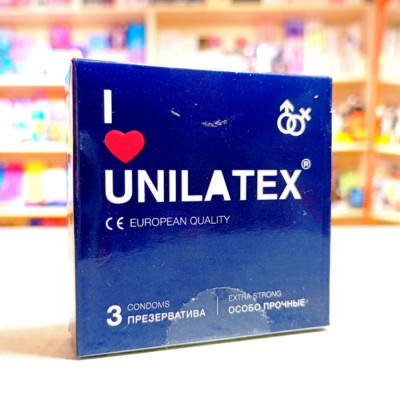 I
UNILATEX®
CE EUROPEAN QUALITY
3 CONDOMS
ПРЕЗЕРВАТИВА
EXTRA STRONG
ОСОБО ПРОЧНЫЕ